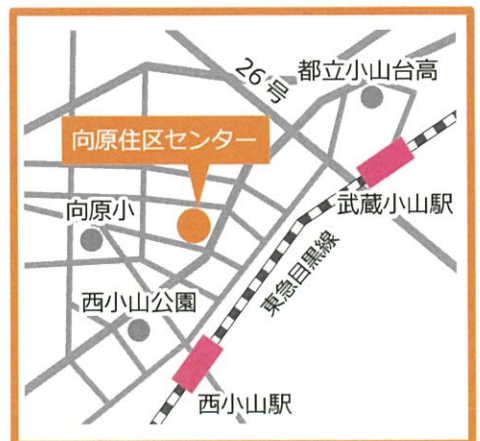 26号
都立小山台高
向原住区センター
向原小
武蔵小山駅
東急目黒線
西小山公園
西小山駅